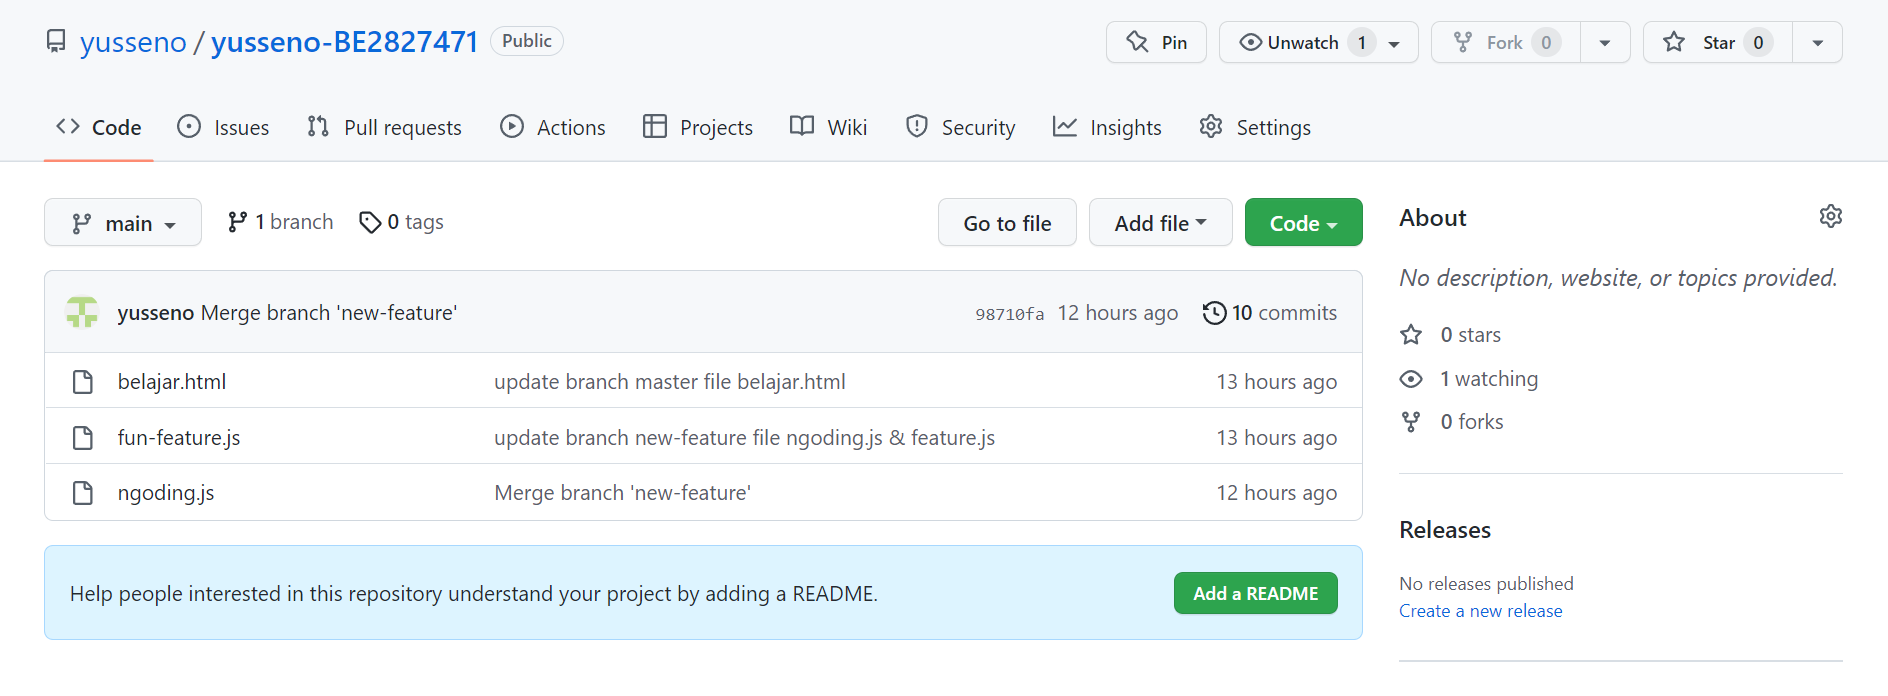 yusseno / yusseno-BE2827471 Public Pin Unwatch 1 Fork 0 Star 0
Code Issues Pull requests Actions Projects Wiki Security Insights Settings
main 1 branch 0 tags Go to file Add file Code
yusseno Merge branch 'new-feature' 98710fa 12 hours ago 10 commits
belajar.html update branch master file belajar.html 13 hours ago
fun-feature.js update branch new-feature file ngoding.js & feature.js 13 hours ago
ngoding.js Merge branch 'new-feature' 12 hours ago
Help people interested in this repository understand your project by adding a README. Add a README
About
No description, website, or topics provided.
0 stars
1 watching
0 forks
Releases
No releases published
Create a new release